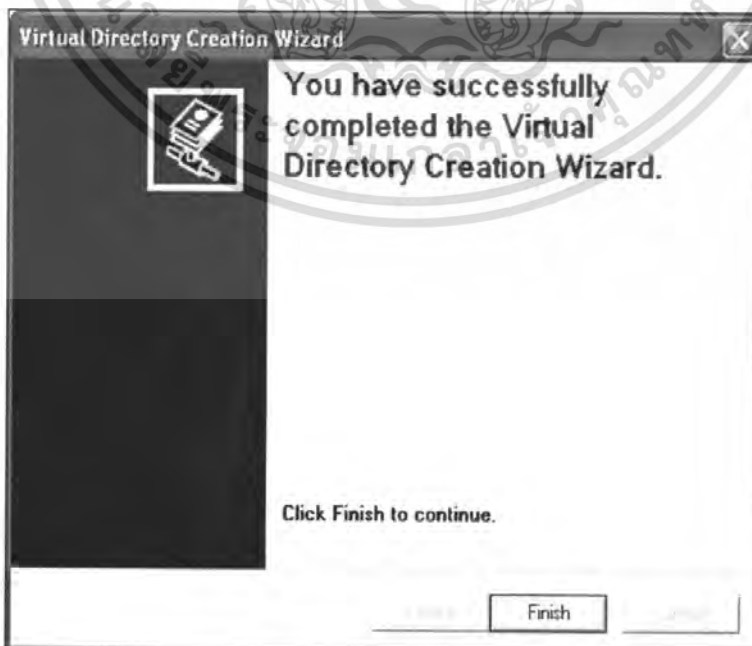 Virtual Directory Creation Wizard
You have successfully
completed the Virtual
Directory Creation Wizard.
Click Finish to continue.
Finish